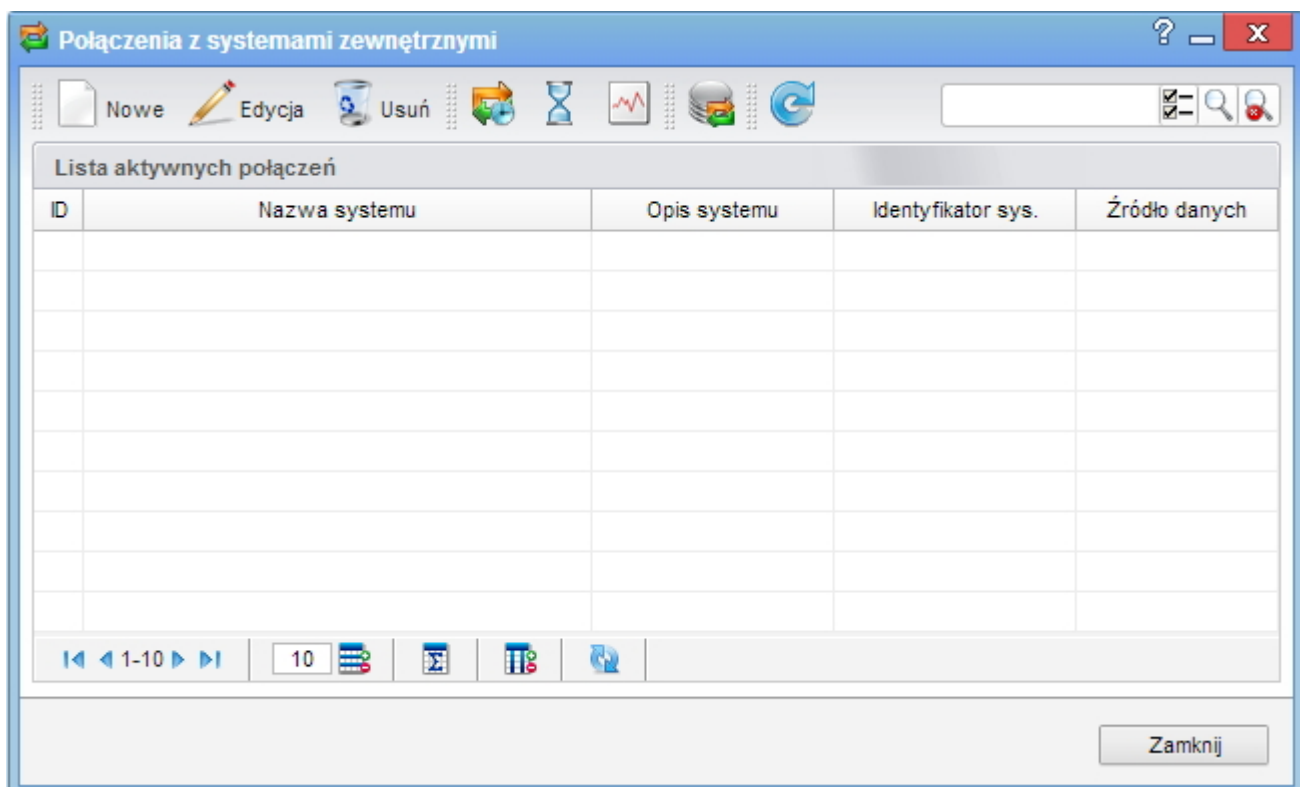 Połączenia z systemami zewnętrznymi
? X
Nowe Edycja Usuń
Lista aktywnych połączeń
ID Nazwa systemu Opis systemu Identyfikator sys. Źródło danych
1-10 10 Σ
Zamknij